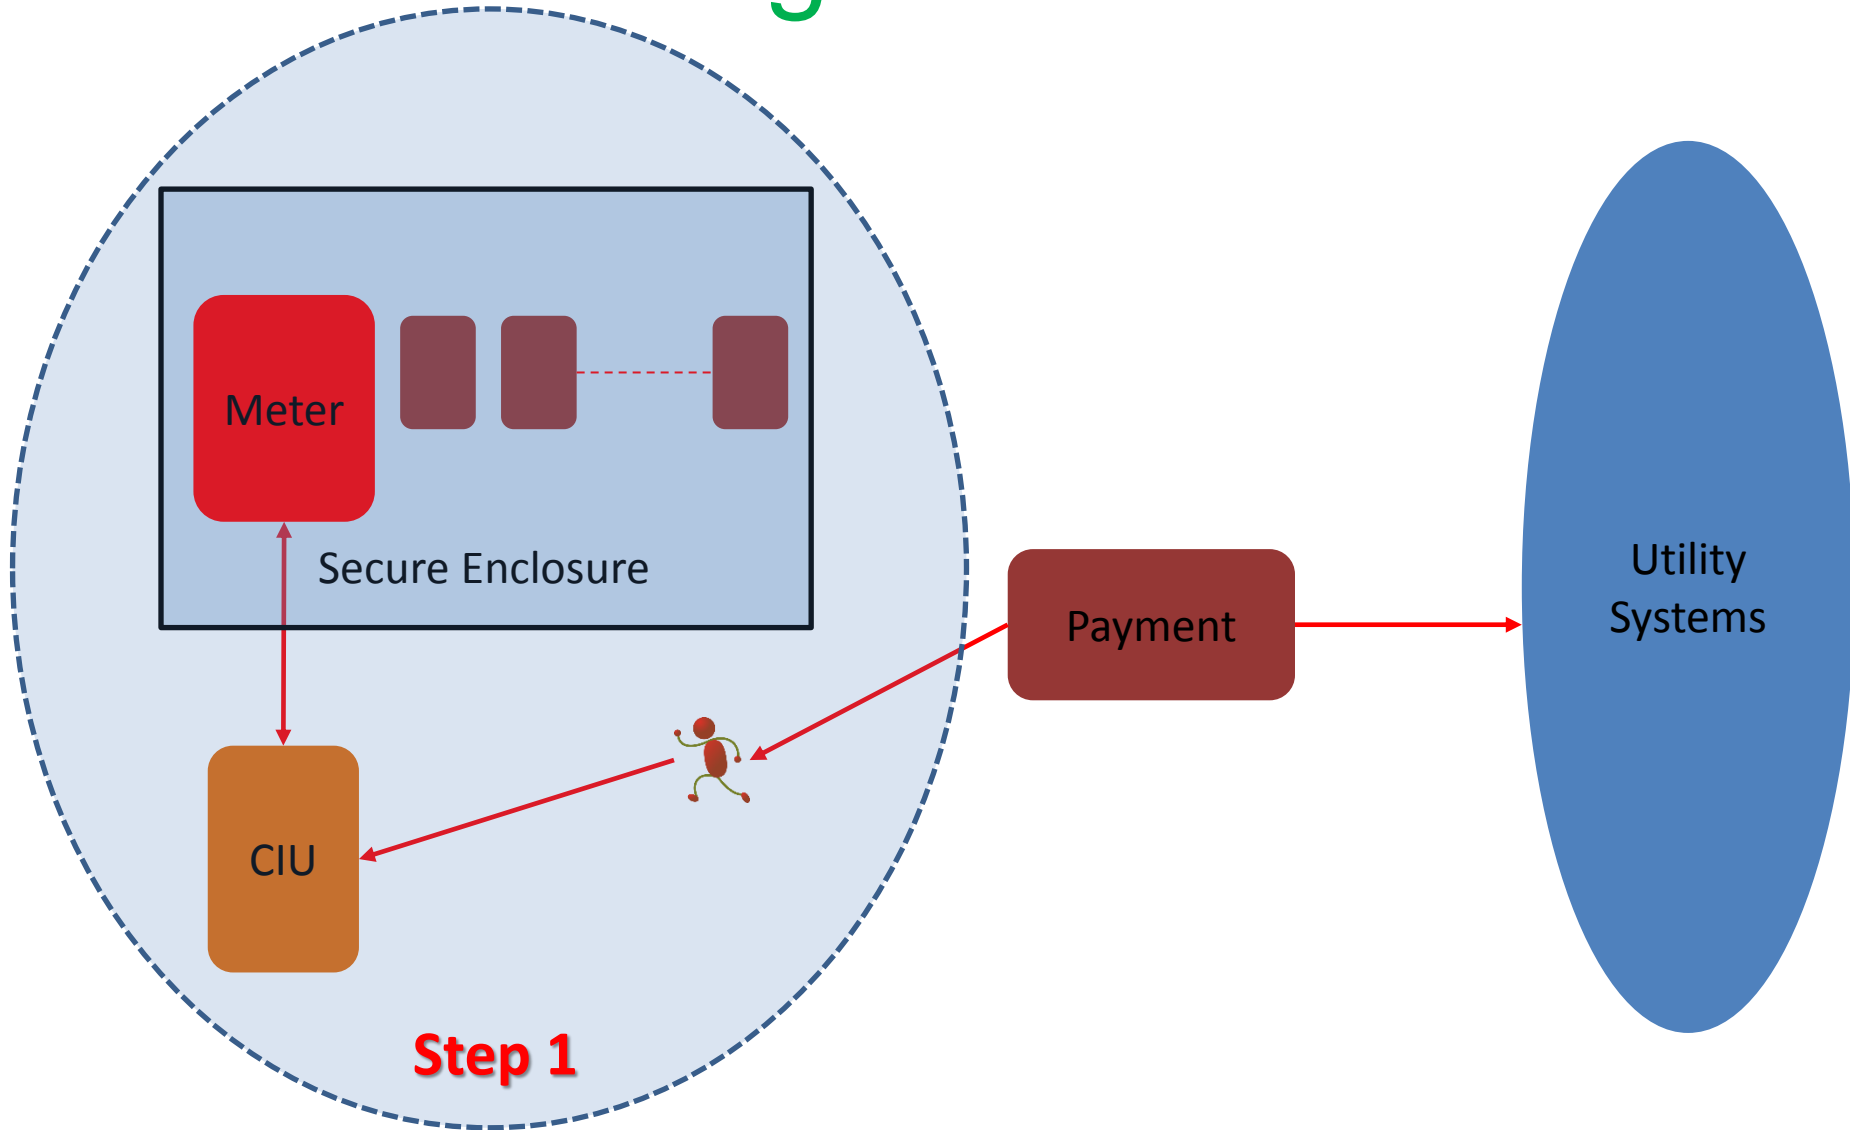 Meter
Secure Enclosure
Utility
Systems
Payment
CIU
Step 1